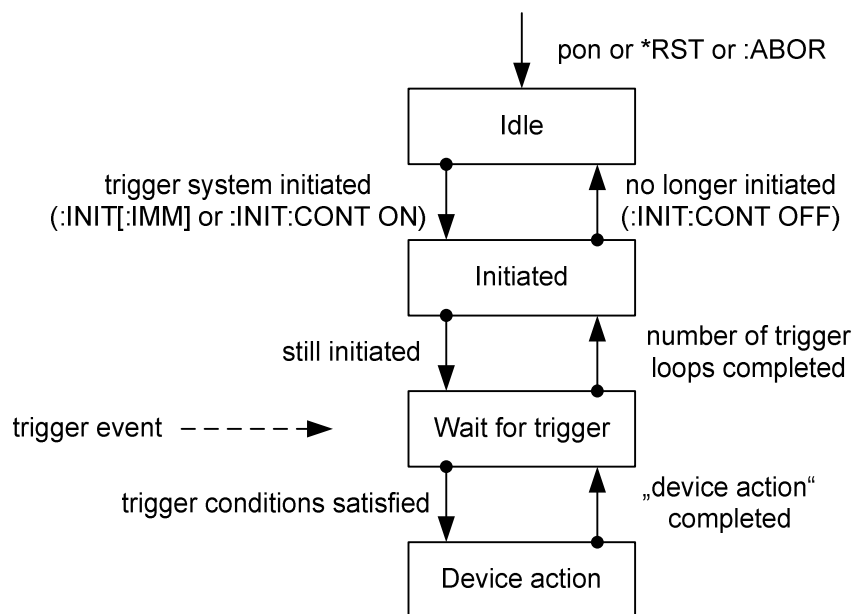 pon or *RST or :ABOR
Idle
trigger system initiated
(:INIT[:IMM] or :INIT:CONT ON)
no longer initiated
(:INIT:CONT OFF)
Initiated
still initiated
number of trigger
loops completed
trigger event
Wait for trigger
trigger conditions satisfied
„device action“
completed
Device action